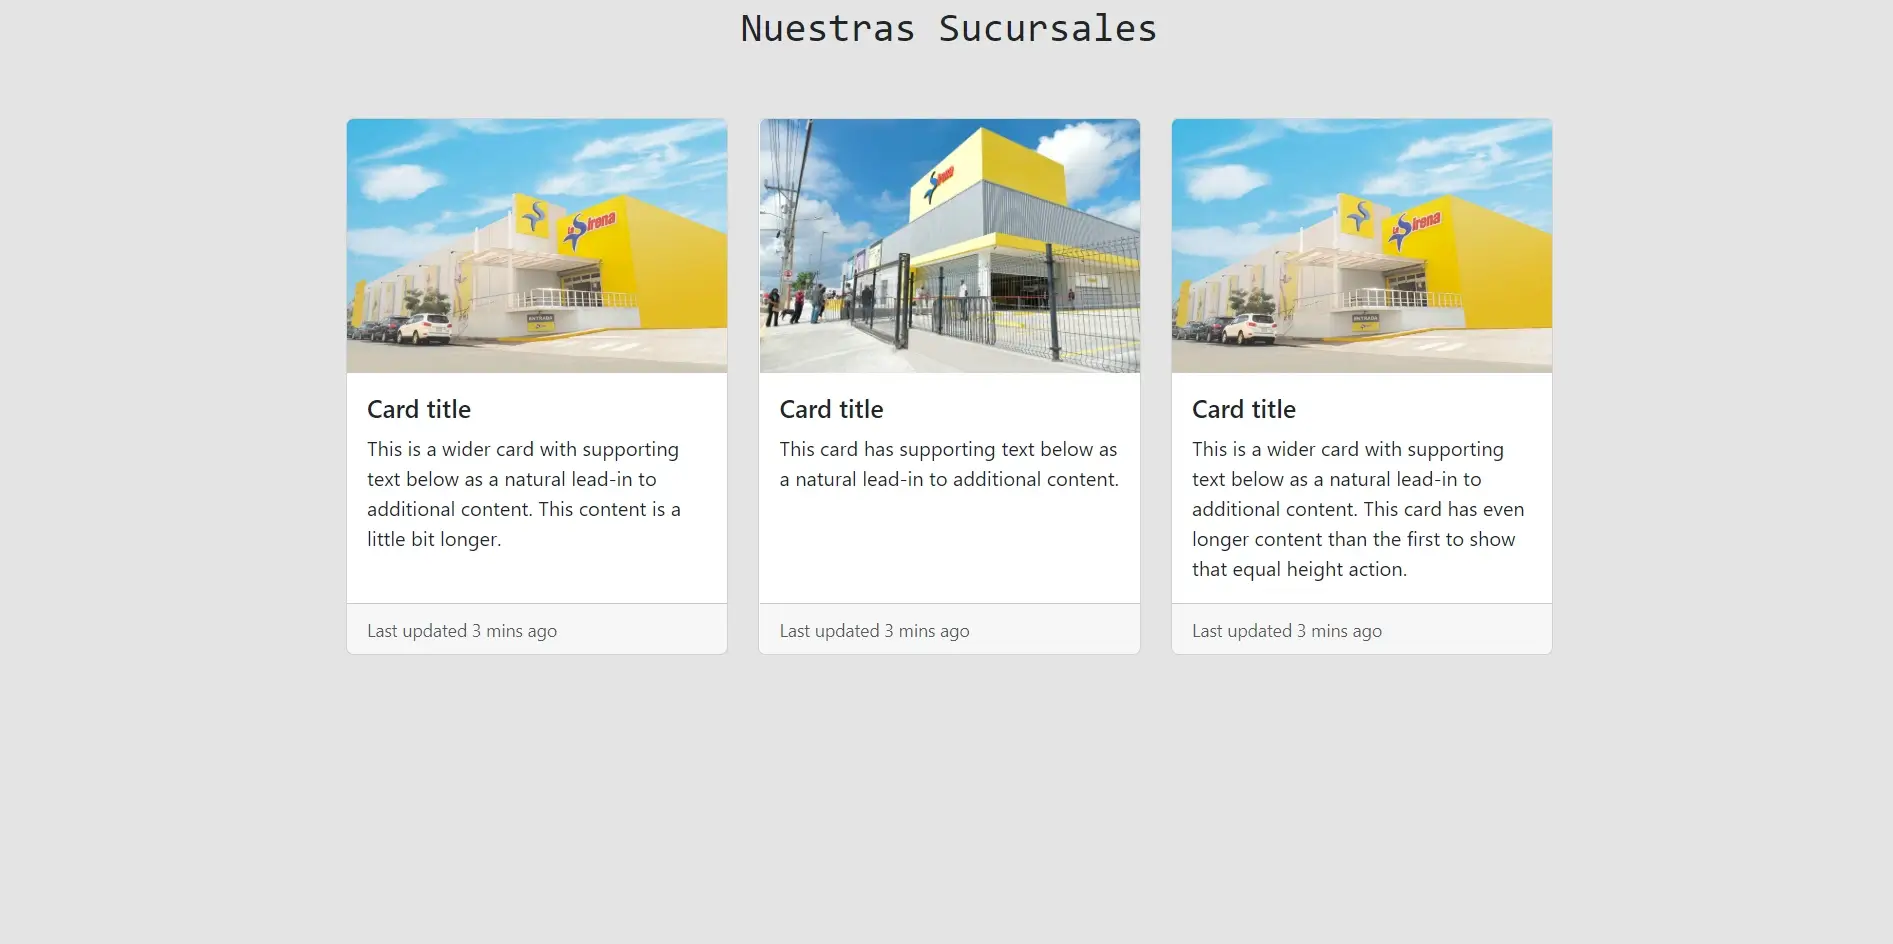 Nuestras Sucursales
La Sirena
ENTRADA
Sirena
La Sirena
ENTRADA
Card title
This is a wider card with supporting
text below as a natural lead-in to
additional content. This content is a
little bit longer.
Last updated 3 mins ago
Card title
This card has supporting text below as
a natural lead-in to additional content.
Last updated 3 mins ago
Card title
This is a wider card with supporting
text below as a natural lead-in to
additional content. This card has even
longer content than the first to show
that equal height action.
Last updated 3 mins ago